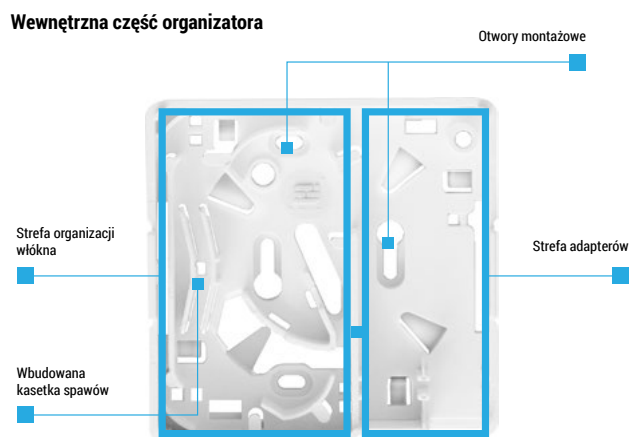 Wewnętrzna część organizatora
Otwory montażowe
Strefa organizacji
włókna
Strefa adapterów
Wbudowana
kasetka spawów